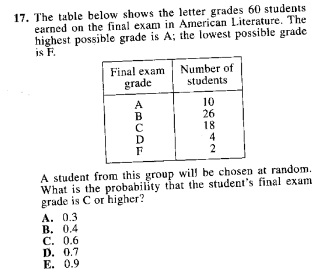 17. The table below shows the letter grades 60 students
earned on the final exam in American Literature. The
highest possible grade is A; the lowest possible grade
is F.
Final exam grade Number of students
A 10
B 26
C 18
D 4
F 2
A student from this group will be chosen at random.
What is the probability that the student's final exam
grade is C or higher?
A. 0.3
B. 0.4
C. 0.6
D. 0.7
E. 0.9